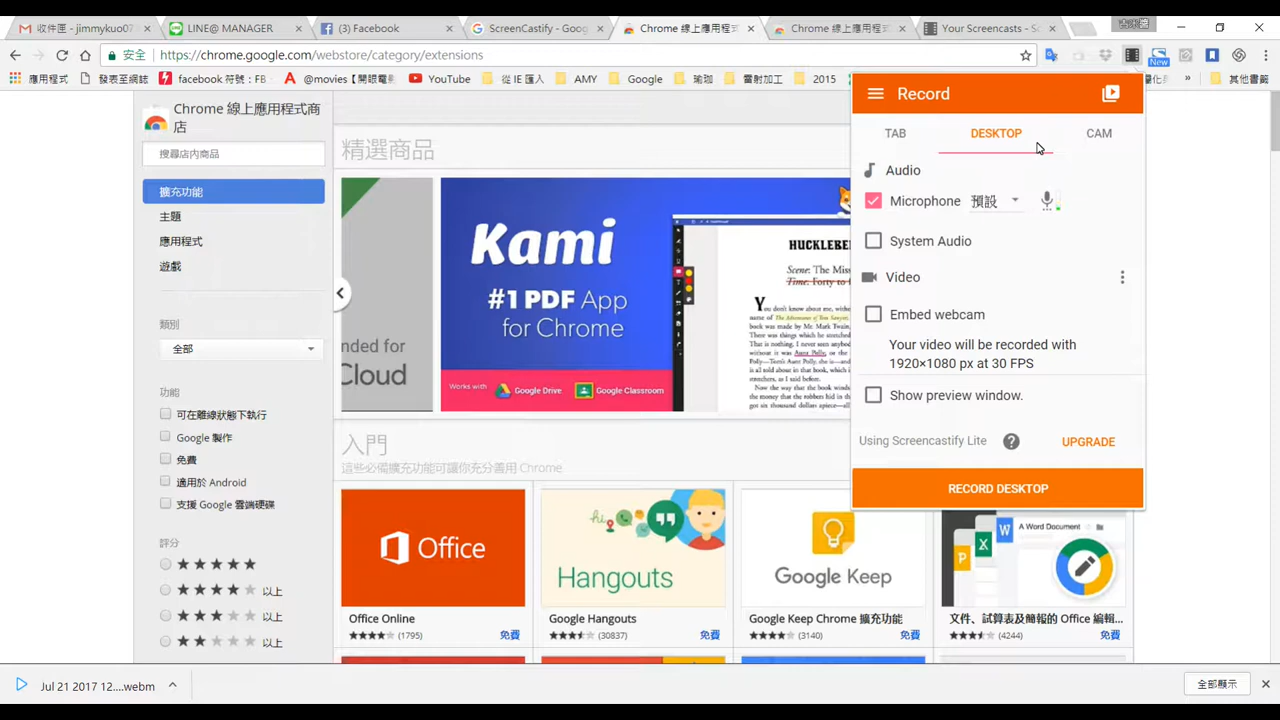 收件匣 - jimmykuo07
LINE@ MANAGER
(3) Facebook
ScreenCastify - Goog
Chrome 線上應用程式
Chrome 線上應用程式
Your Screencasts - S
安全 https://chrome.google.com/webstore/category/extensions
應用程式
發票至網誌
facebook 符號：FB
@movies【開眼電
YouTube
從 IE 匯入
AMY
Google
瑜珈
雷射加工
2015
»
其他書籤
New
Chrome 線上應用程式商
店
搜尋店內商品
擴充功能
主題
應用程式
遊戲
類別
全部
功能
可在離線狀態下執行
Google 製作
免費
適用於 Android
支援 Google 雲端硬碟
評分
以上
以上
以上
精選商品
nded for
Cloud
Kami
#1 PDF App
for Chrome
Works with
Google Drive
Google Classroom
HUCKLEBE
Scene: The Miss
Time: Forty to f
入門
這些必備擴充功能可讓你充分善用 Chrome
Office
Office Online
(1795)
免費
hi,
Hangouts
Google Hangouts
(30837)
免費
Google Keep
Google Keep Chrome 擴充功能
(3140)
免費
A Word Document
W
X
P
文件、試算表及簡報的 Office 編輯...
(4244)
免費
Record
TAB
DESKTOP
CAM
Audio
Microphone
預設
System Audio
Video
Embed webcam
Your video will be recorded with
1920×1080 px at 30 FPS
Show preview window.
Using Screencastify Lite
UPGRADE
RECORD DESKTOP
Jul 21 2017 12....webm
全部顯示